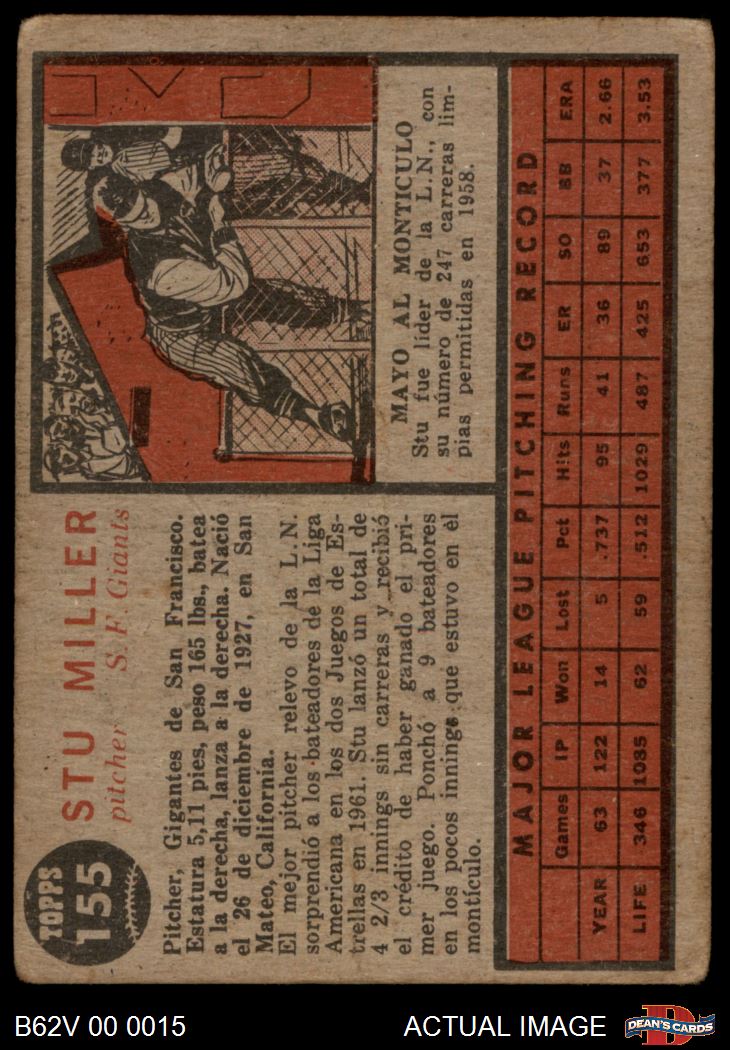 TOPPS
155
STU MILLER
pitcher S.F. Giants
Pitcher, Gigantes de San Francisco.
Estatura 5,11 pies, peso 165 lbs., batea
a la derecha, lanza a la derecha. Nació
el 26 de diciembre de 1927, en San
Mateo, California.
El mejor pitcher relevo de la L.N.
sorprendió a los bateadores de la Liga
Americana en los dos Juegos de Es-
trellas en 1961. Stu lanzó un total de
4 2/3 innings sin carreras y recibió
el crédito de haber ganado el pri-
mer juego. Ponchó a 9 bateadores
en los pocos innings que estuvo en el
montículo.
MAYO AL MONTICULO
Stu fue líder de la L.N., con
su número de 247 carreras lim-
pias permitidas en 1958.
MAJOR LEAGUE PITCHING RECORD
Games IP Won Lost Pct Hits Runs ER SO BB ERA
YEAR 63 122 14 5 .737 95 41 36 89 37 2.66
LIFE 346 1085 62 59 .512 1029 487 425 653 377 3.53
B62V 00 0015 ACTUAL IMAGE
D
DEAN'S CARDS